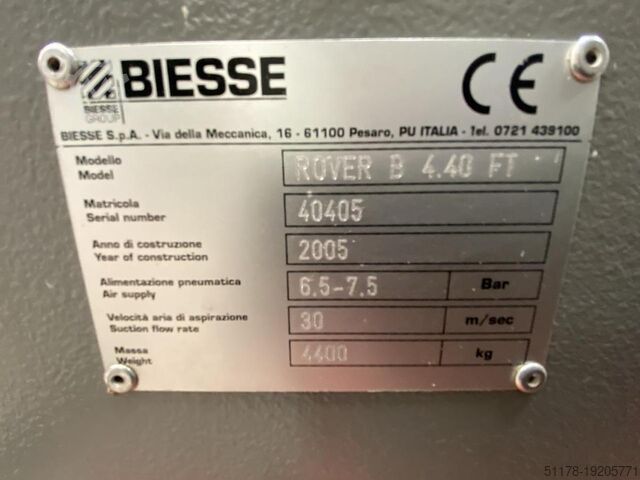 BIESSE
BIESSE
GROUP
CE
BIESSE S.p.A. - Via della Meccanica, 16 - 61100 Pesaro, PU ITALIA - Tel. 0721 439100
Modello
Model
ROVER B 4.40 FT
Matricola
Serial number
40405
Anno di costruzione
Year of construction
2005
Alimentazione pneumatica
Air supply
6.5-7.5 Bar
Velocità aria di aspirazione
Suction flow rate
30 m/sec
Massa
Weight
4400 kg
51178-19205771